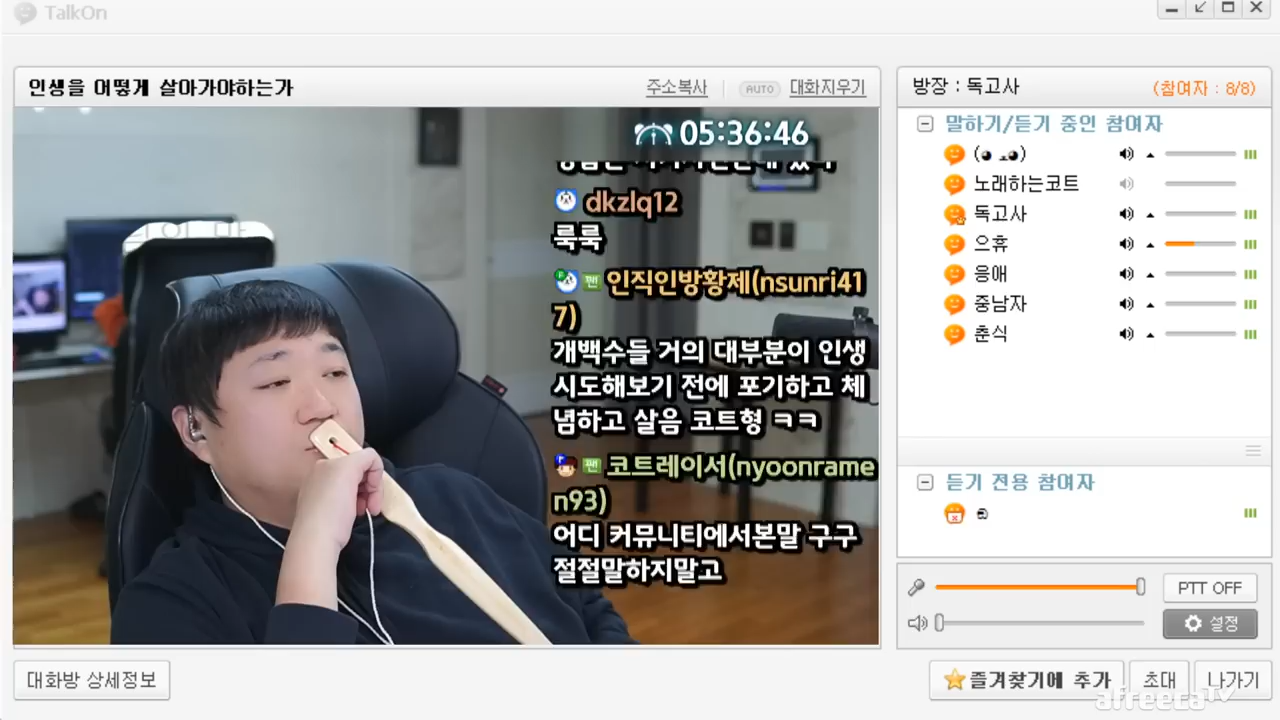 TalkOn
인생을 어떻게 살아가야하는가
주소복사
AUTO
대화지우기
05:36:46
dkzlq12
룩룩
인직인방황제(nsunri41
7)
개백수들 거의 대부분이 인생
시도해보기 전에 포기하고 체
념하고 살음 코트형 ㅋㅋ
코트레이서(nyoonrame
n93)
어디 커뮤니티에서본말 구구
절절말하지말고
방장 : 독고사
(참여자 : 8/8)
말하기/듣기 중인 참여자
노래하는코트
독고사
으휴
응애
중남자
춘식
듣기 전용 참여자
PTT OFF
설정
대화방 상세정보
즐겨찾기에 추가
초대
나가기
afreecaTV